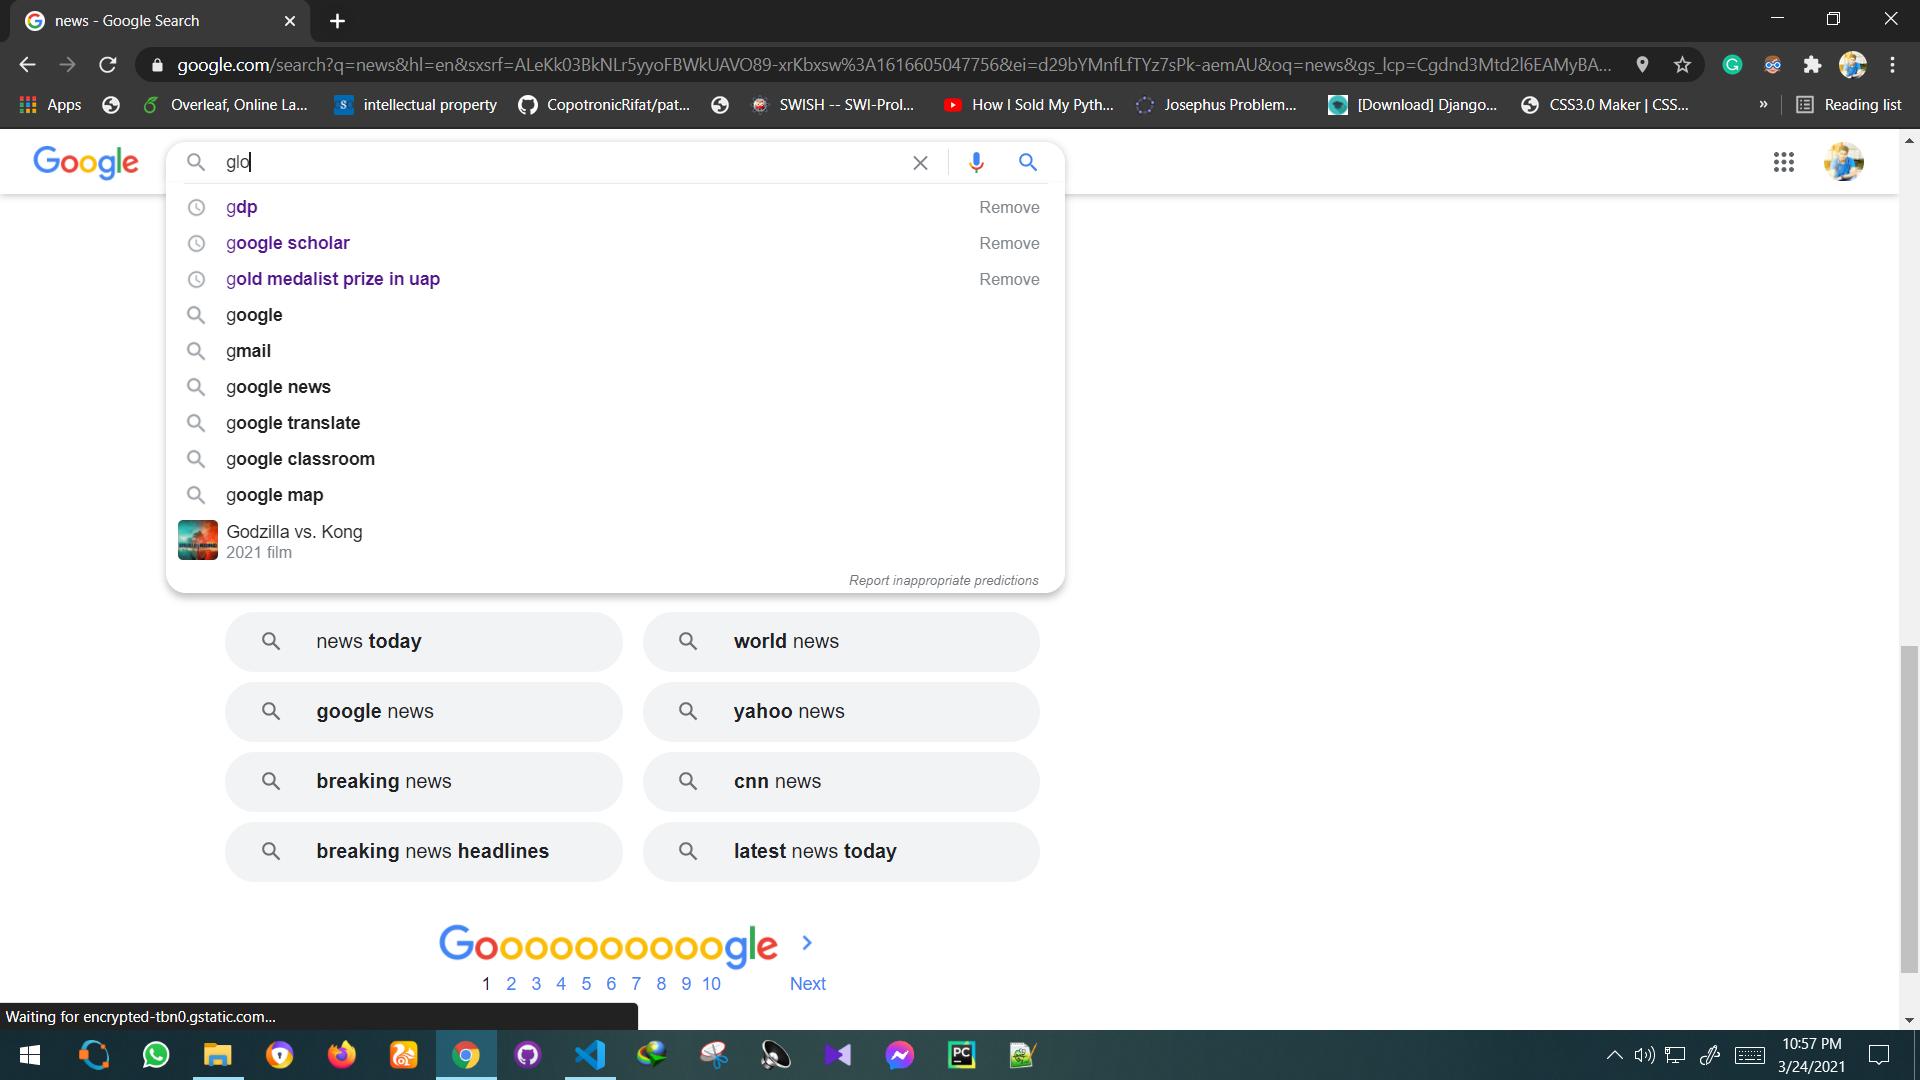 news - Google Search
google.com/search?q=news&hl=en&sxsrf=ALeKk03BkNLr5yyoFBWkUAVO89-xrKbxsw%3A1616605047756&ei=d29bYMnfLfTYz7sPk-aemAU&oq=news&gs_lcp=Cgdnd3Mtd2l6EAMyBA...
Apps Overleaf, Online La... S intellectual property CopotronicRifat/pat... SWISH -- SWI-Prol... How I Sold My Pyth... Josephus Problem... [Download] Django... CSS3.0 Maker | CSS... » Reading list
Google glo
gdp Remove
google scholar Remove
gold medalist prize in uap Remove
google
gmail
google news
google translate
google classroom
google map
Godzilla vs. Kong
2021 film
Report inappropriate predictions
news today world news
google news yahoo news
breaking news cnn news
breaking news headlines latest news today
Goooooooooogle
1 2 3 4 5 6 7 8 9 10 Next
Waiting for encrypted-tbn0.gstatic.com...
PC
10:57 PM
3/24/2021